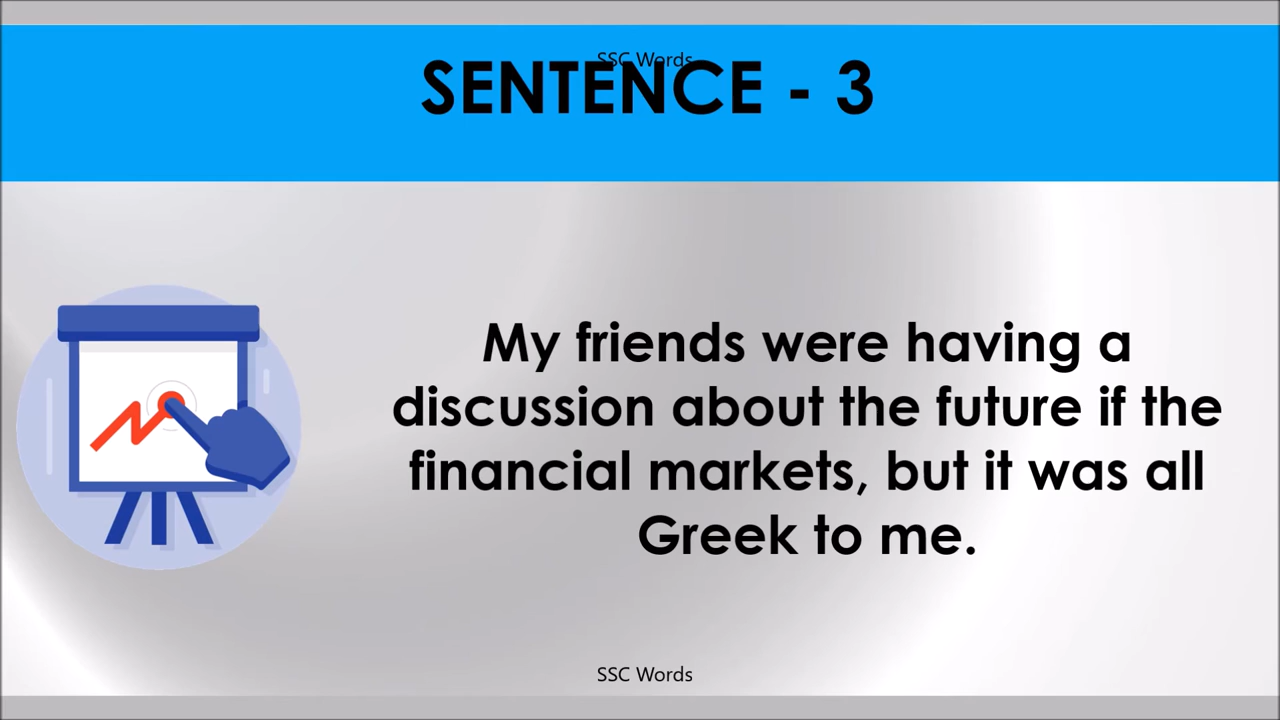 SSC Words
SENTENCE - 3
My friends were having a
discussion about the future if the
financial markets, but it was all
Greek to me.
SSC Words